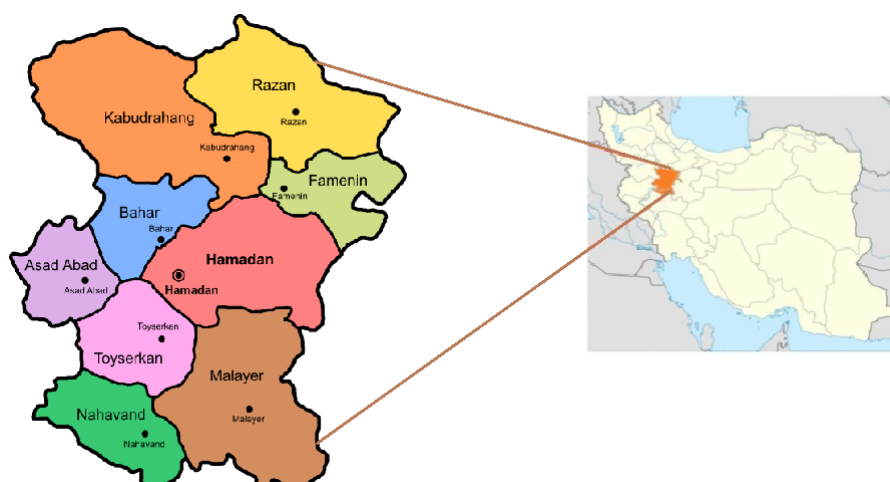 Razan
Razan
Kabudrahang
Kabudrahang
Famenin
Famenin
Bahar
Bahar
Hamadan
Hamadan
Asad Abad
Asad Abad
Toyserkan
Toyserkan
Malayer
Malayer
Nahavand
Nahavand